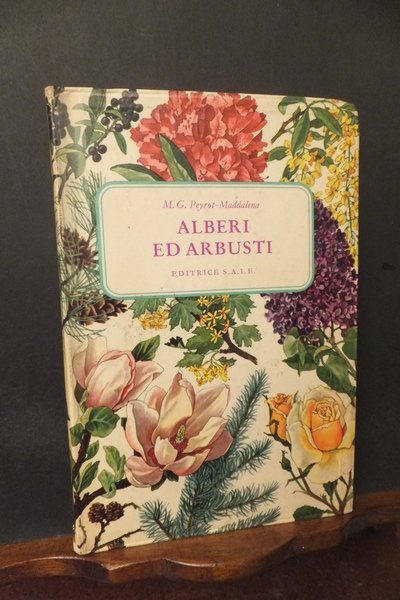 M. G. Peyrot-Maddalena
ALBERI
ED ARBUSTI
EDITRICE S.A.I.E.